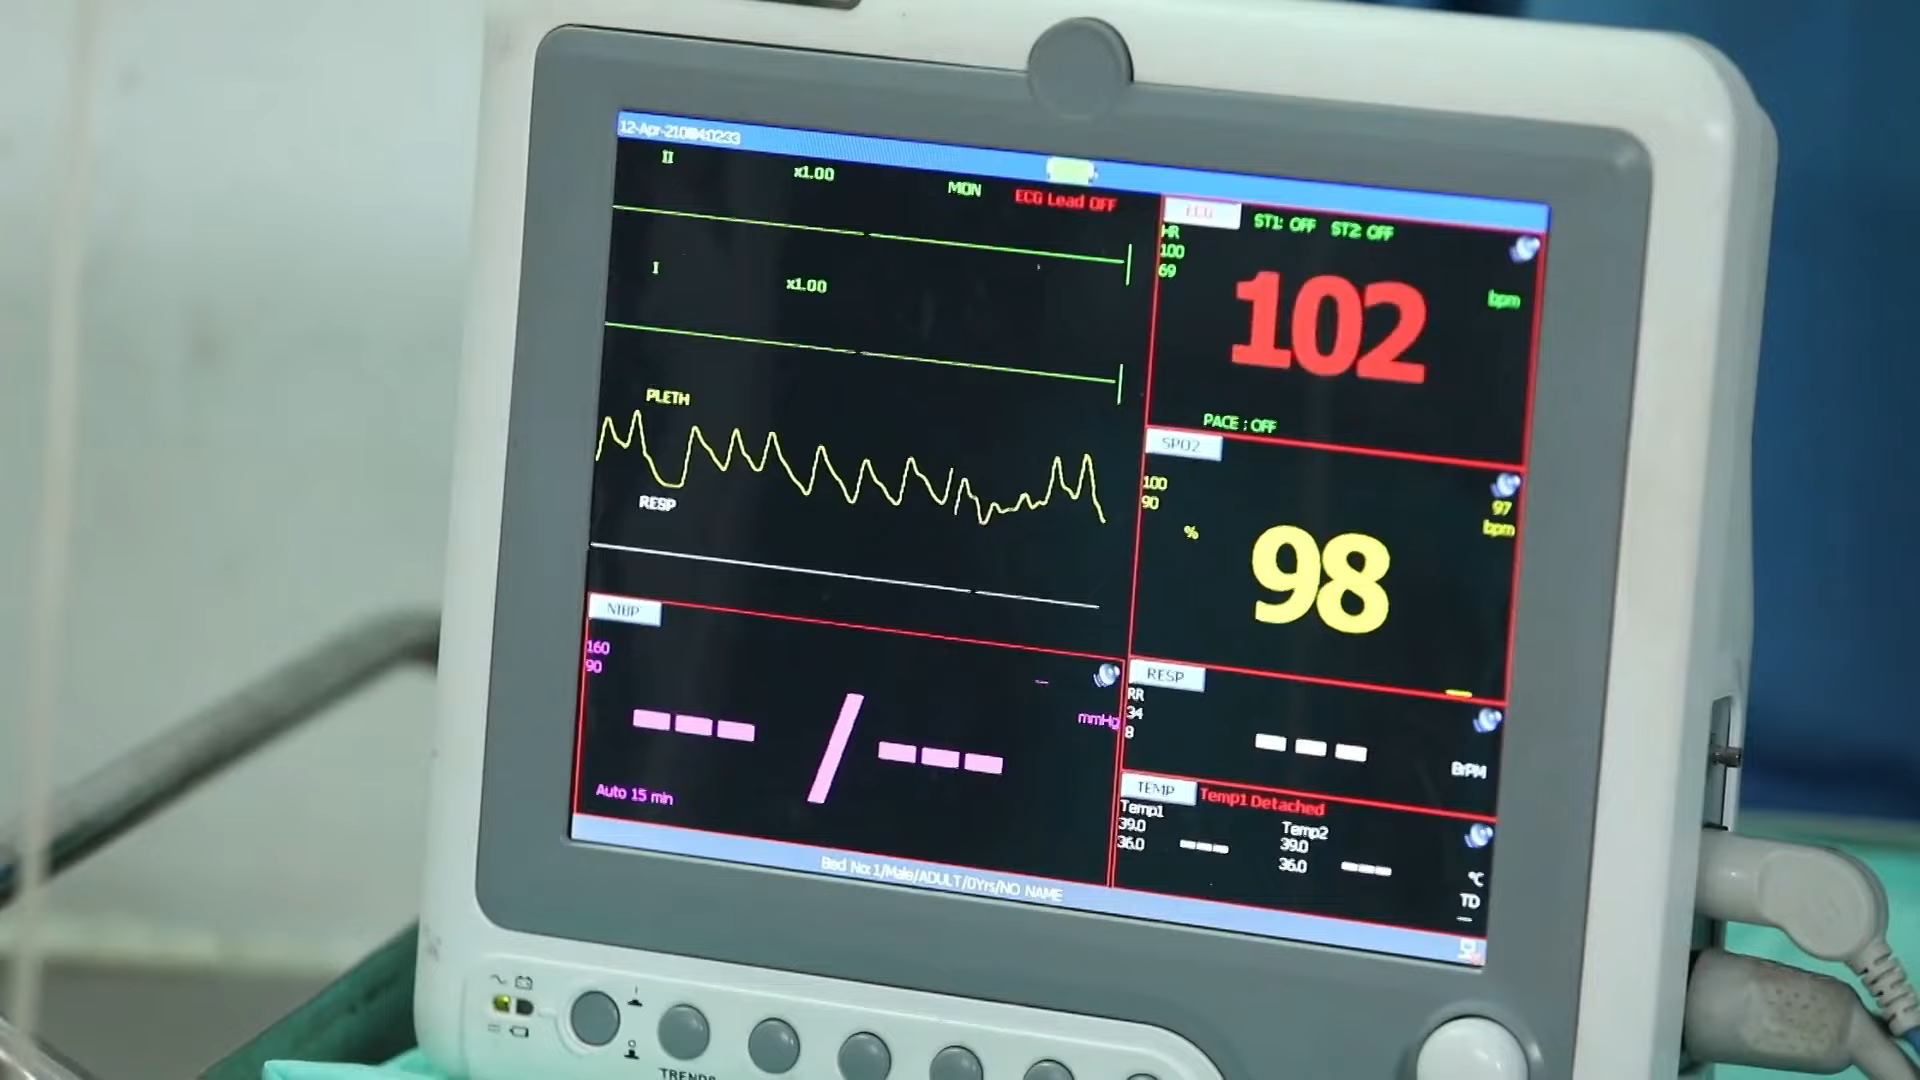 12-Apr-21
II
x1.00
MON
ECG Lead OFF
I
x1.00
PLETH
RESP
NIBP
160
90
--- / ---
mmHg
Auto 15 min
ECG
ST1: OFF ST2: OFF
HR
100
69
102
bpm
PACE : OFF
SPO2
100
90
%
98
97
bpm
RESP
RR
34
8
---
BrPM
TEMP
Temp1 Detached
Temp1
39.0
36.0
---
Temp2
39.0
36.0
---
°C
TD
--
Bed No:1/Male/ADULT/0Yrs/NO NAME
TRENDS